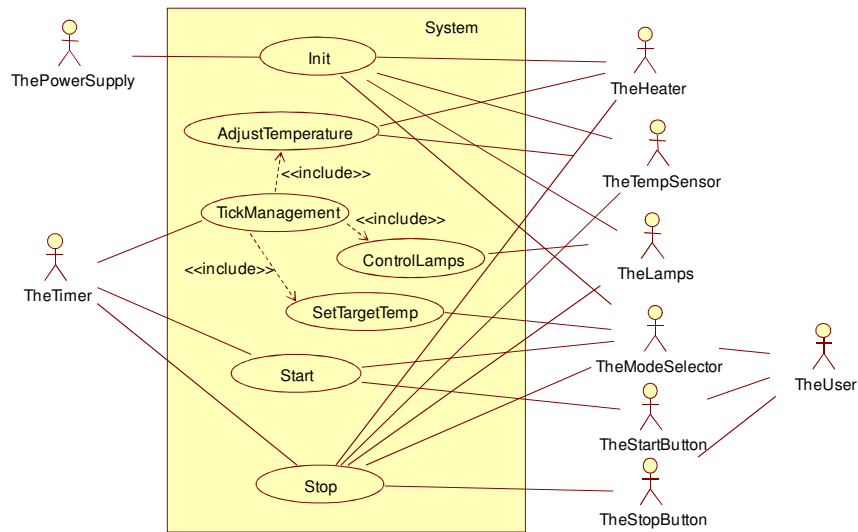 System
Init
ThePowerSupply
TheHeater
AdjustTemperature
<<include>>
TheTempSensor
TickManagement
<<include>>
ControlLamps
<<include>>
TheLamps
TheTimer
SetTargetTemp
TheModeSelector
Start
TheUser
TheStartButton
Stop
TheStopButton